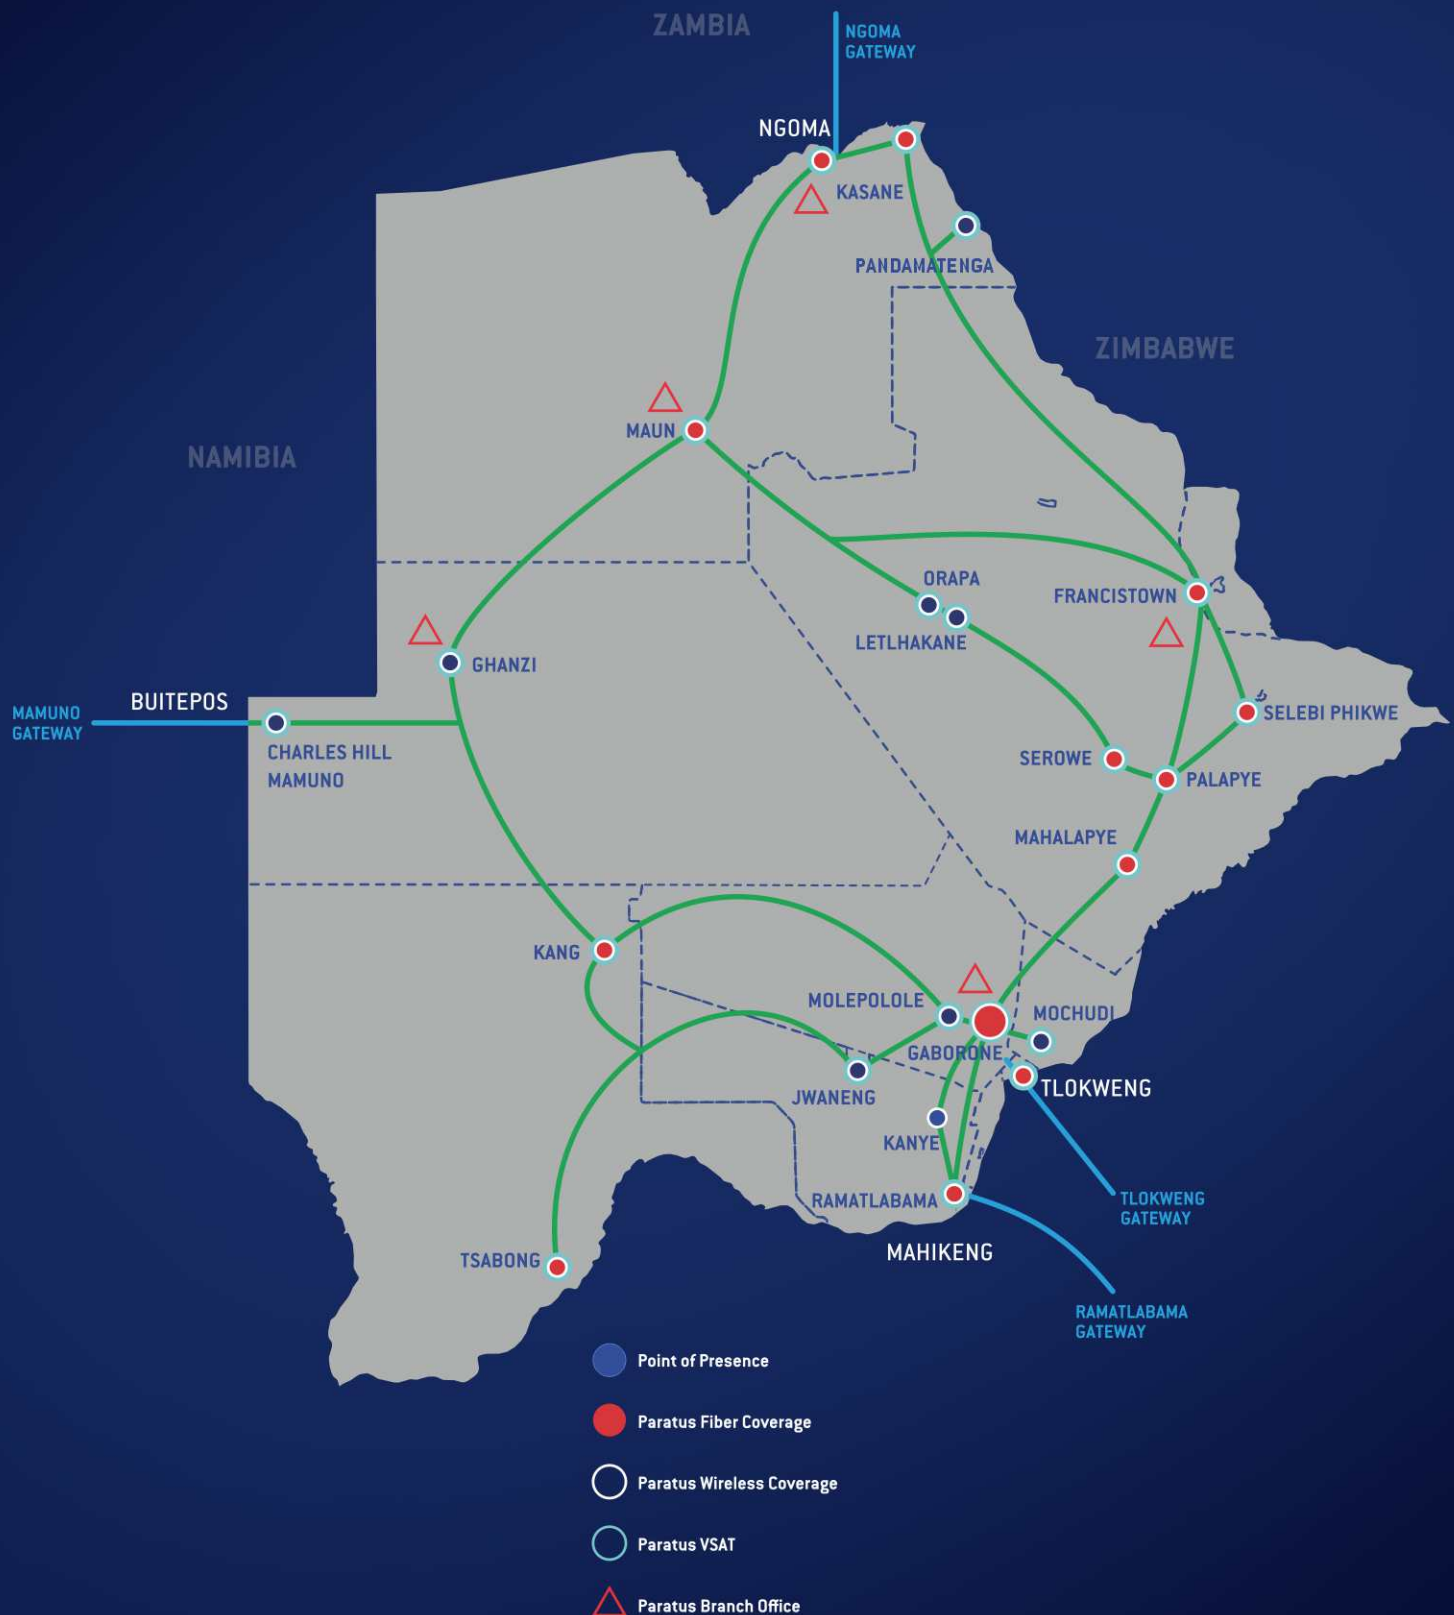 ZAMBIA
NGOMA
GATEWAY
NGOMA
KASANE
PANDAMATENGA
ZIMBABWE
MAUN
NAMIBIA
ORAPA
FRANCISTOWN
LETLHAKANE
GHANZI
BUITEPOS
MAMUNO
GATEWAY
SELEBI PHIKWE
CHARLES HILL
MAMUNO
SEROWE
PALAPYE
MAHALAPYE
KANG
MOLEPOLOLE
MOCHUDI
GABORONE
TLOKWENG
JWANENG
KANYE
RAMATLABAMA
TLOKWENG
GATEWAY
MAHIKENG
TSABONG
RAMATLABAMA
GATEWAY
Point of Presence
Paratus Fiber Coverage
Paratus Wireless Coverage
Paratus VSAT
Paratus Branch Office